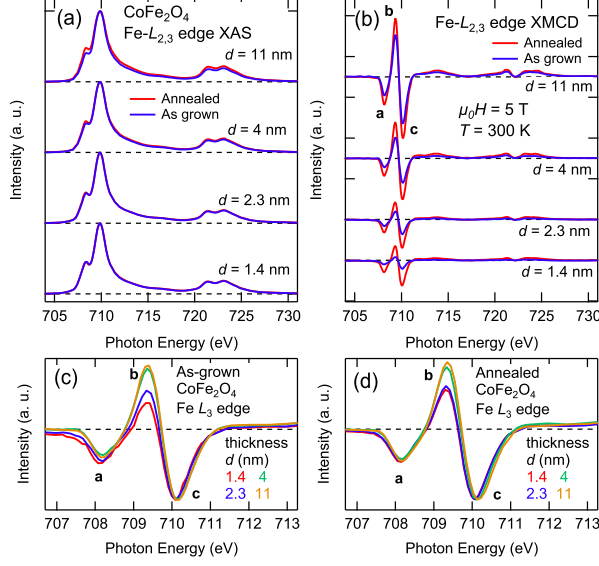 (a)
CoFe2O4
Fe-L2,3 edge XAS
d = 11 nm
Annealed
As grown
d = 4 nm
d = 2.3 nm
d = 1.4 nm
Intensity (a. u.)
705 710 715 720 725 730
Photon Energy (eV)
(b)
b
Fe-L2,3 edge XMCD
Annealed
As grown
d = 11 nm
a
c
μ0H = 5 T
T = 300 K
d = 4 nm
d = 2.3 nm
d = 1.4 nm
Intensity (a. u.)
705 710 715 720 725 730
Photon Energy (eV)
(c)
b
As-grown
CoFe2O4
Fe L3 edge
thickness
d (nm)
1.4 4
2.3 11
a
c
Intensity (a. u.)
707 708 709 710 711 712 713
Photon Energy (eV)
(d)
b
Annealed
CoFe2O4
Fe L3 edge
thickness
d (nm)
1.4 4
2.3 11
a
c
Intensity (a. u.)
707 708 709 710 711 712 713
Photon Energy (eV)